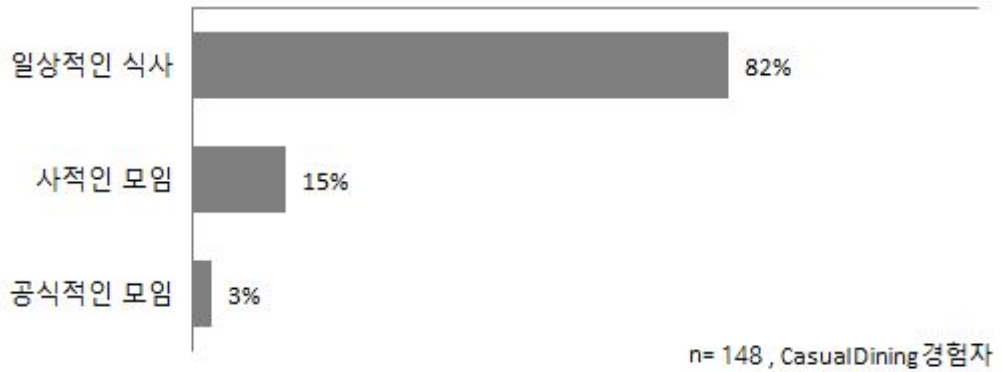 일상적인 식사 82%
사적인 모임 15%
공식적인 모임 3%
n= 148 , CasualDining 경험자